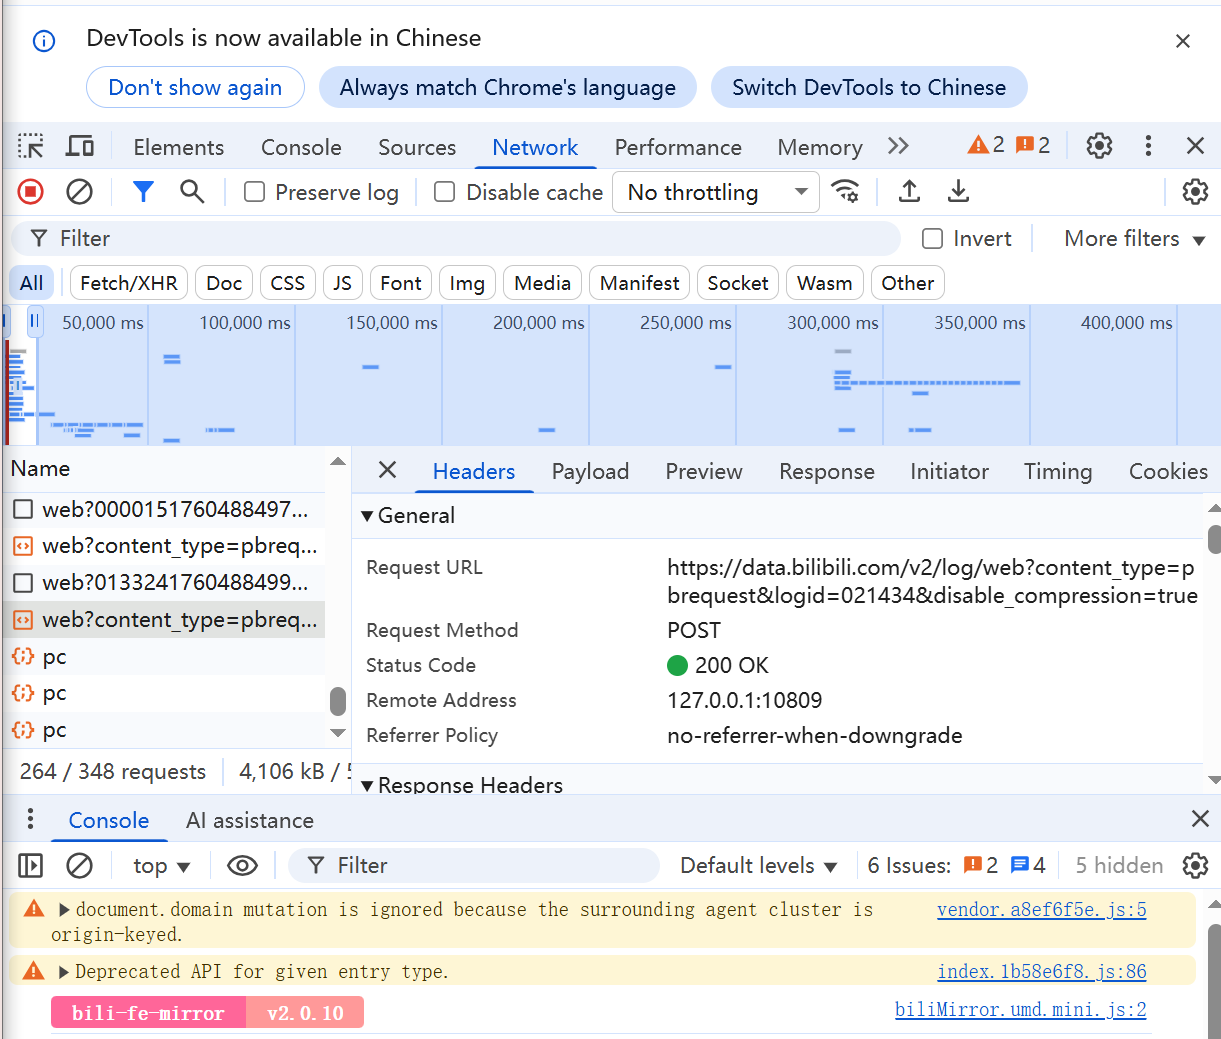 DevTools is now available in Chinese
Don't show again
Always match Chrome's language
Switch DevTools to Chinese
Elements Console Sources Network Performance Memory 2 2
Preserve log Disable cache No throttling
Filter Invert More filters
All Fetch/XHR Doc CSS JS Font Img Media Manifest Socket Wasm Other
50,000 ms 100,000 ms 150,000 ms 200,000 ms 250,000 ms 300,000 ms 350,000 ms 400,000 ms
Name
web?0000151760488497...
web?content_type=pbreq...
web?0133241760488499...
web?content_type=pbreq...
pc
pc
pc
264 / 348 requests 4,106 kB /
Headers Payload Preview Response Initiator Timing Cookies
General
Request URL https://data.bilibili.com/v2/log/web?content_type=p
brequest&logid=021434&disable_compression=true
Request Method POST
Status Code 200 OK
Remote Address 127.0.0.1:10809
Referrer Policy no-referrer-when-downgrade
Response Headers
Console AI assistance
top Filter Default levels 6 Issues: 2 4 5 hidden
document.domain mutation is ignored because the surrounding agent cluster is vendor.a8ef6f5e.js:5
origin-keyed.
Deprecated API for given entry type. index.1b58e6f8.js:86
bili-fe-mirror v2.0.10 biliMirror.umd.mini.js:2